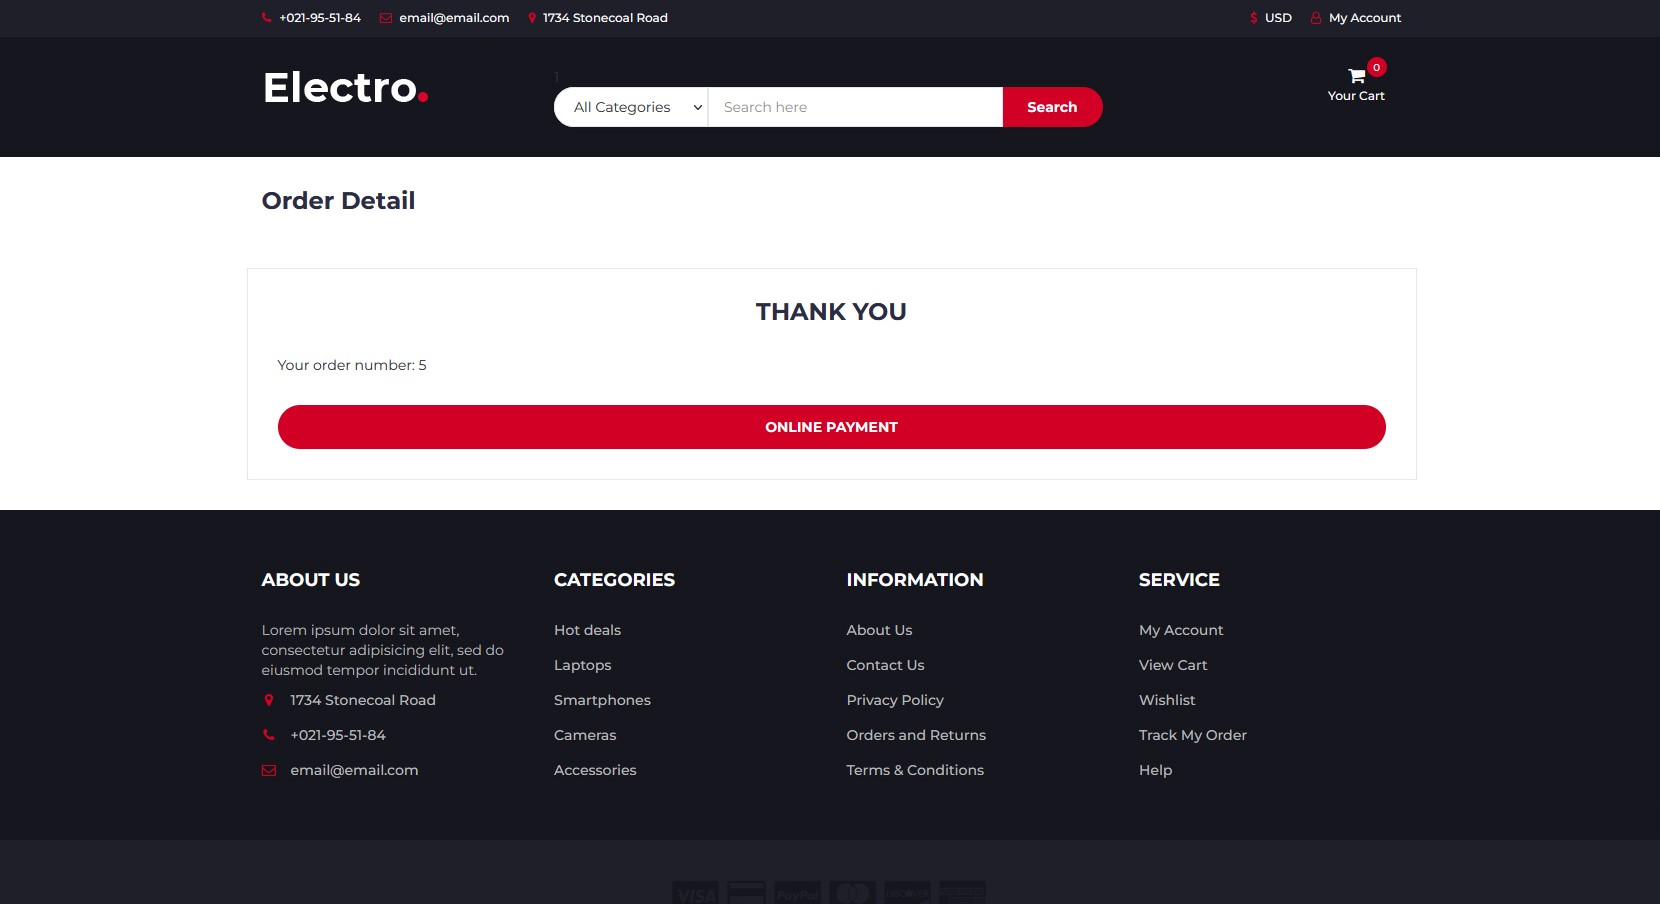 +021-95-51-84 email@email.com 1734 Stonecoal Road $ USD My Account
Electro.
1
All Categories Search here Search
0
Your Cart
Order Detail
THANK YOU
Your order number: 5
ONLINE PAYMENT
ABOUT US
Lorem ipsum dolor sit amet,
consectetur adipisicing elit, sed do
eiusmod tempor incididunt ut.
1734 Stonecoal Road
+021-95-51-84
email@email.com
CATEGORIES
Hot deals
Laptops
Smartphones
Cameras
Accessories
INFORMATION
About Us
Contact Us
Privacy Policy
Orders and Returns
Terms & Conditions
SERVICE
My Account
View Cart
Wishlist
Track My Order
Help
VISA PayPal DISCOVER